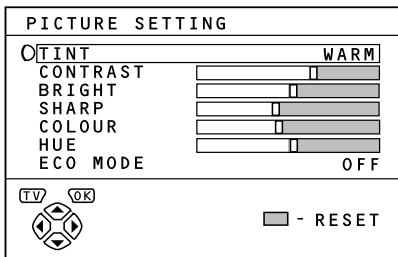 PICTURE SETTING
TINT WARM
CONTRAST
BRIGHT
SHARP
COLOUR
HUE
ECO MODE OFF
TV OK
- RESET